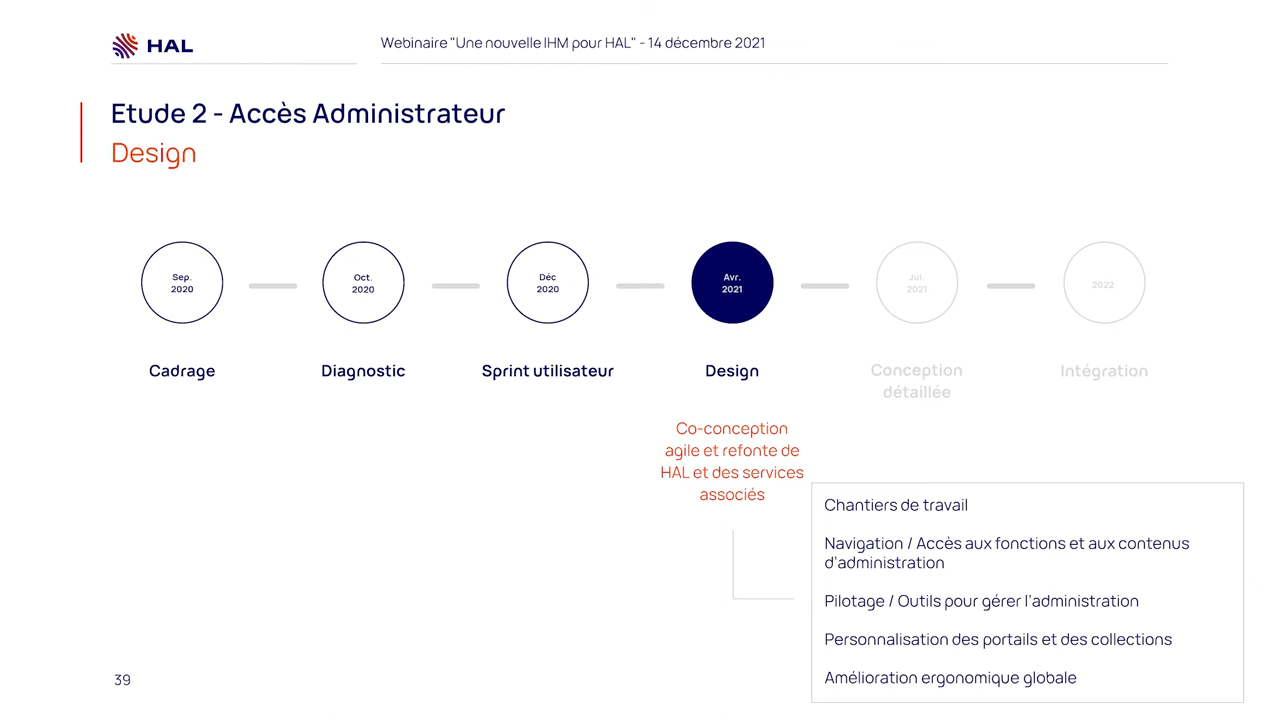 HAL
Webinaire "Une nouvelle IHM pour HAL" - 14 décembre 2021
Etude 2 - Accès Administrateur
Design
Sep.
2020
Oct.
2020
Déc
2020
Avr.
2021
Jul.
2021
2022
Cadrage
Diagnostic
Sprint utilisateur
Design
Conception
détaillée
Intégration
Co-conception
agile et refonte de
HAL et des services
associés
Chantiers de travail
Navigation / Accès aux fonctions et aux contenus
d'administration
Pilotage / Outils pour gérer l'administration
Personnalisation des portails et des collections
Amélioration ergonomique globale
39